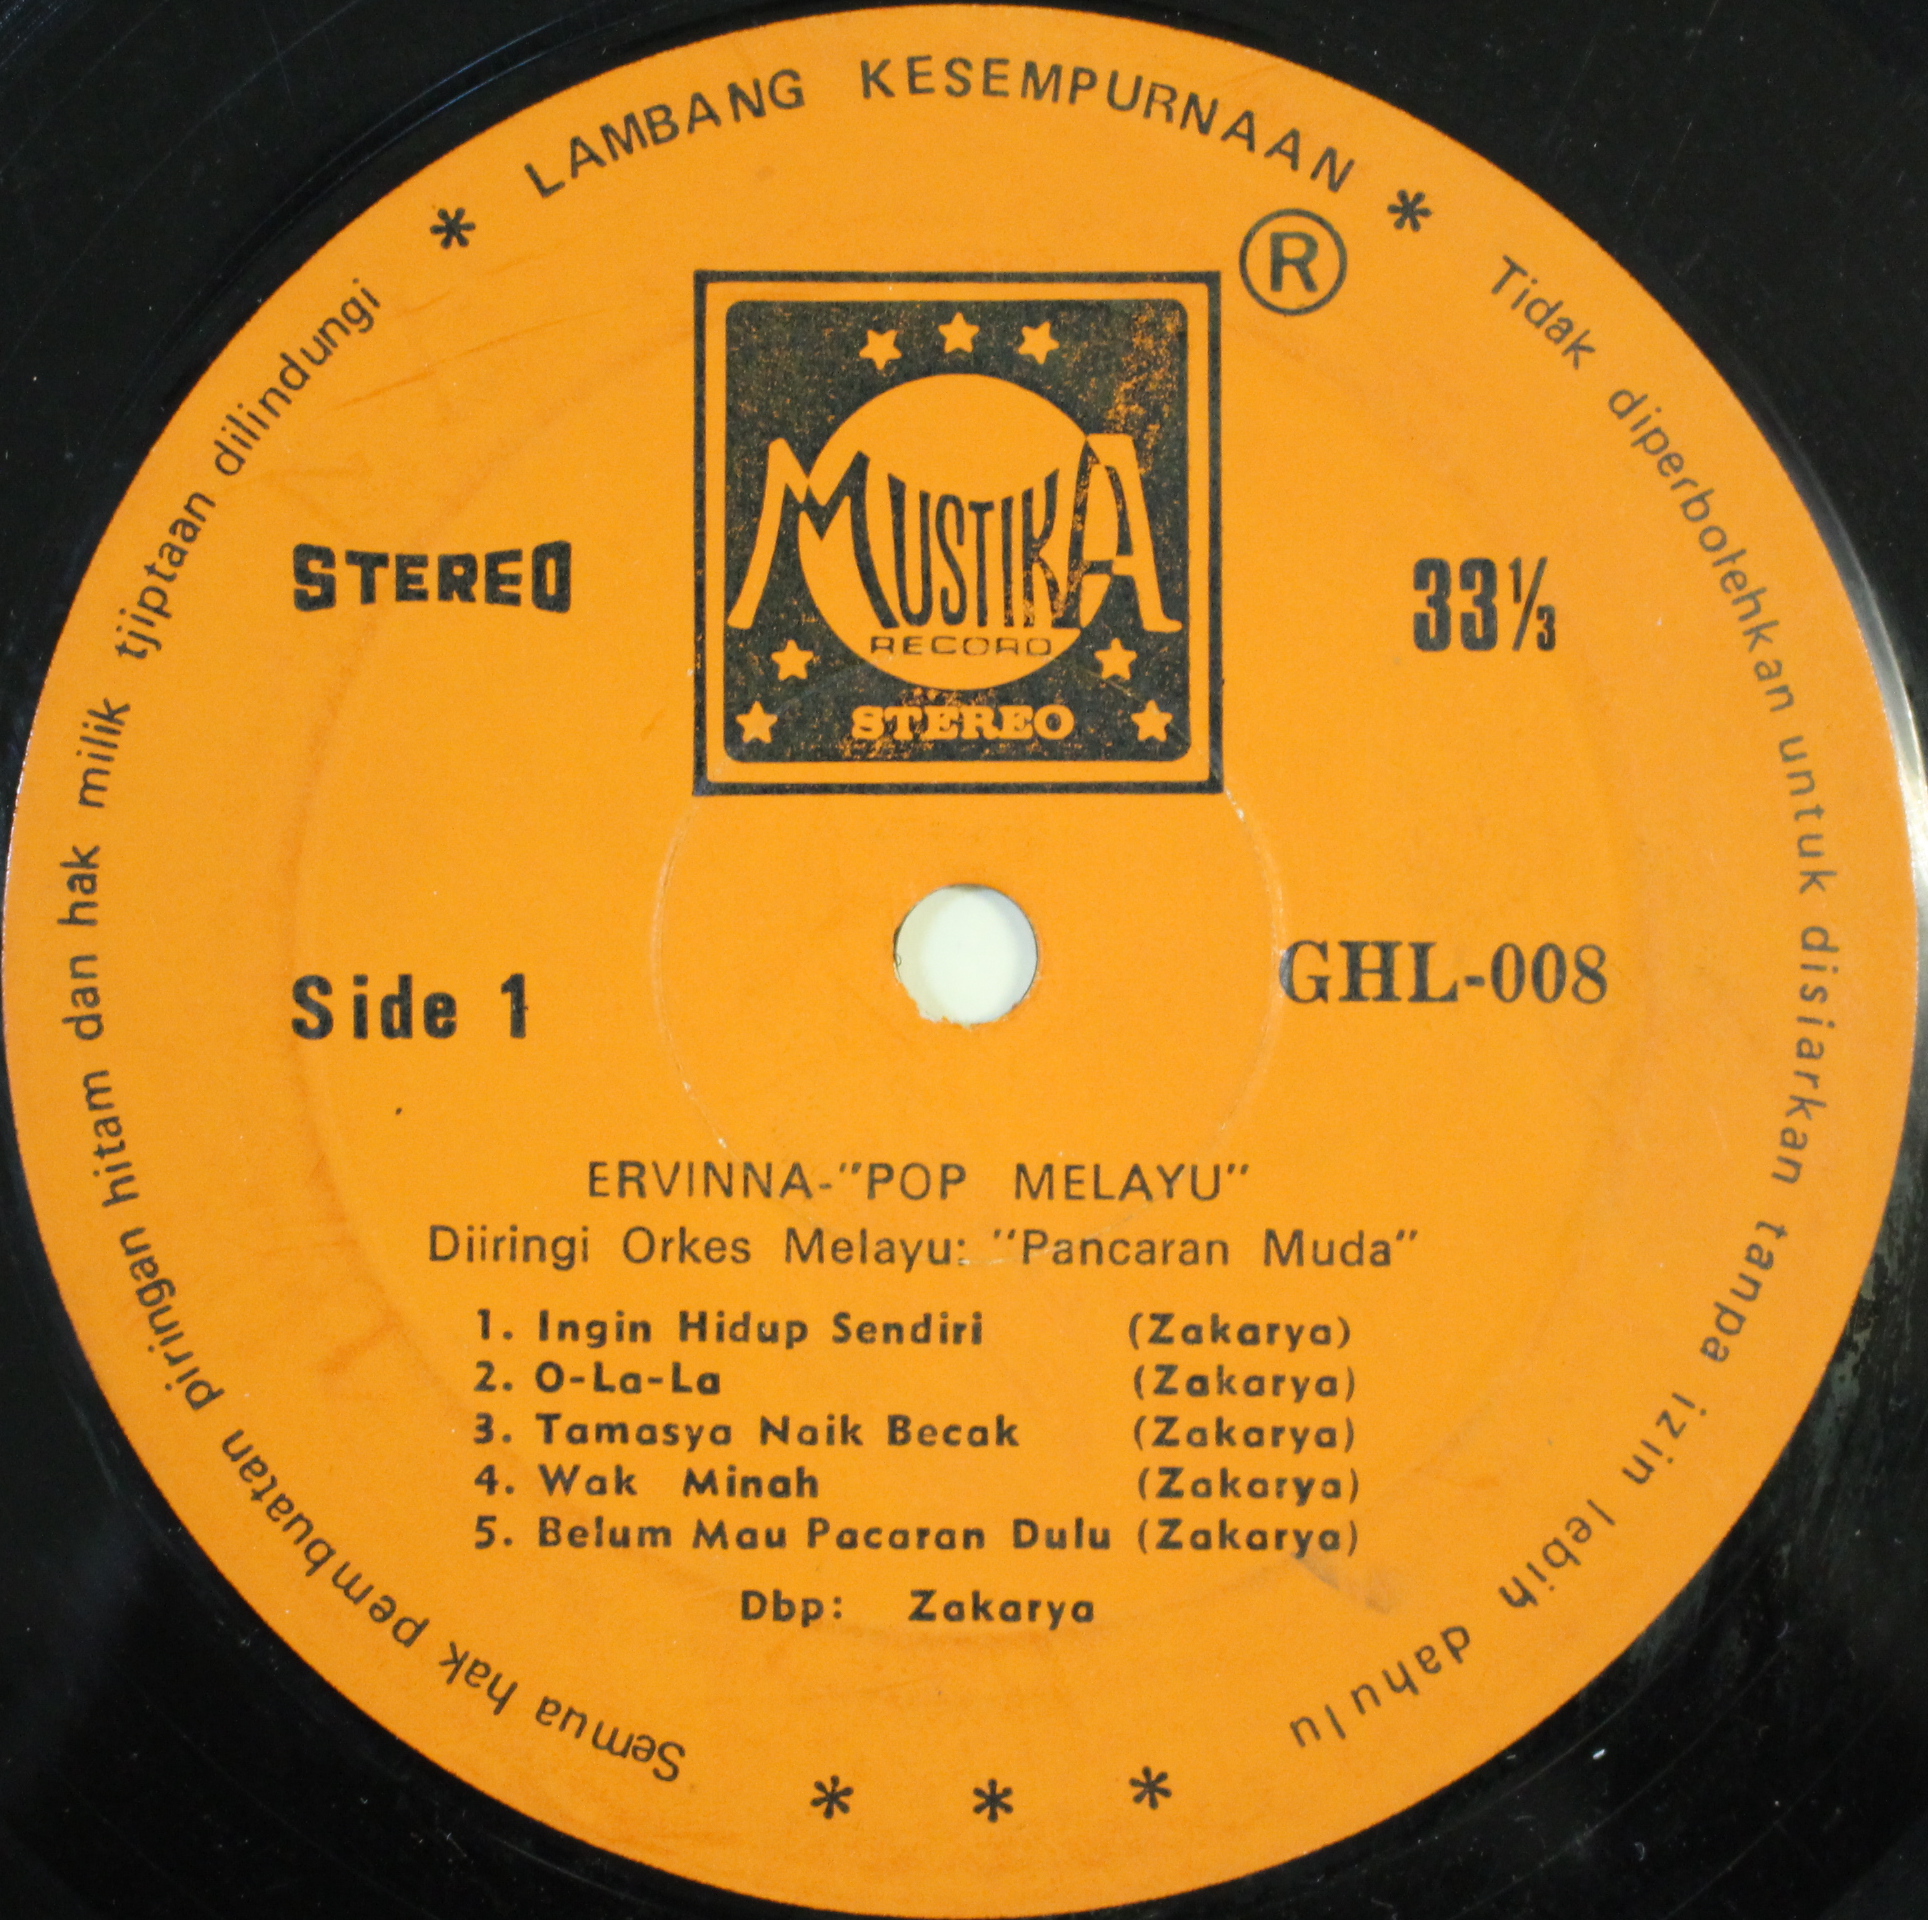 * LAMBANG KESEMPURNAAN *
®
MUSTIKA
RECORD
STEREO
STEREO
33⅓
Side 1
GHL-008
ERVINNA-"POP MELAYU"
Diiringi Orkes Melayu: "Pancaran Muda"
1. Ingin Hidup Sendiri (Zakarya)
2. O-La-La (Zakarya)
3. Tamasya Naik Becak (Zakarya)
4. Wak Minah (Zakarya)
5. Belum Mau Pacaran Dulu (Zakarya)
Dbp: Zakarya
Semua hak pembuatan piringan hitam dan hak milik tjiptaan dilindungi
Tidak diperbolehkan untuk disiarkan tanpa izin lebih dahulu
* * *